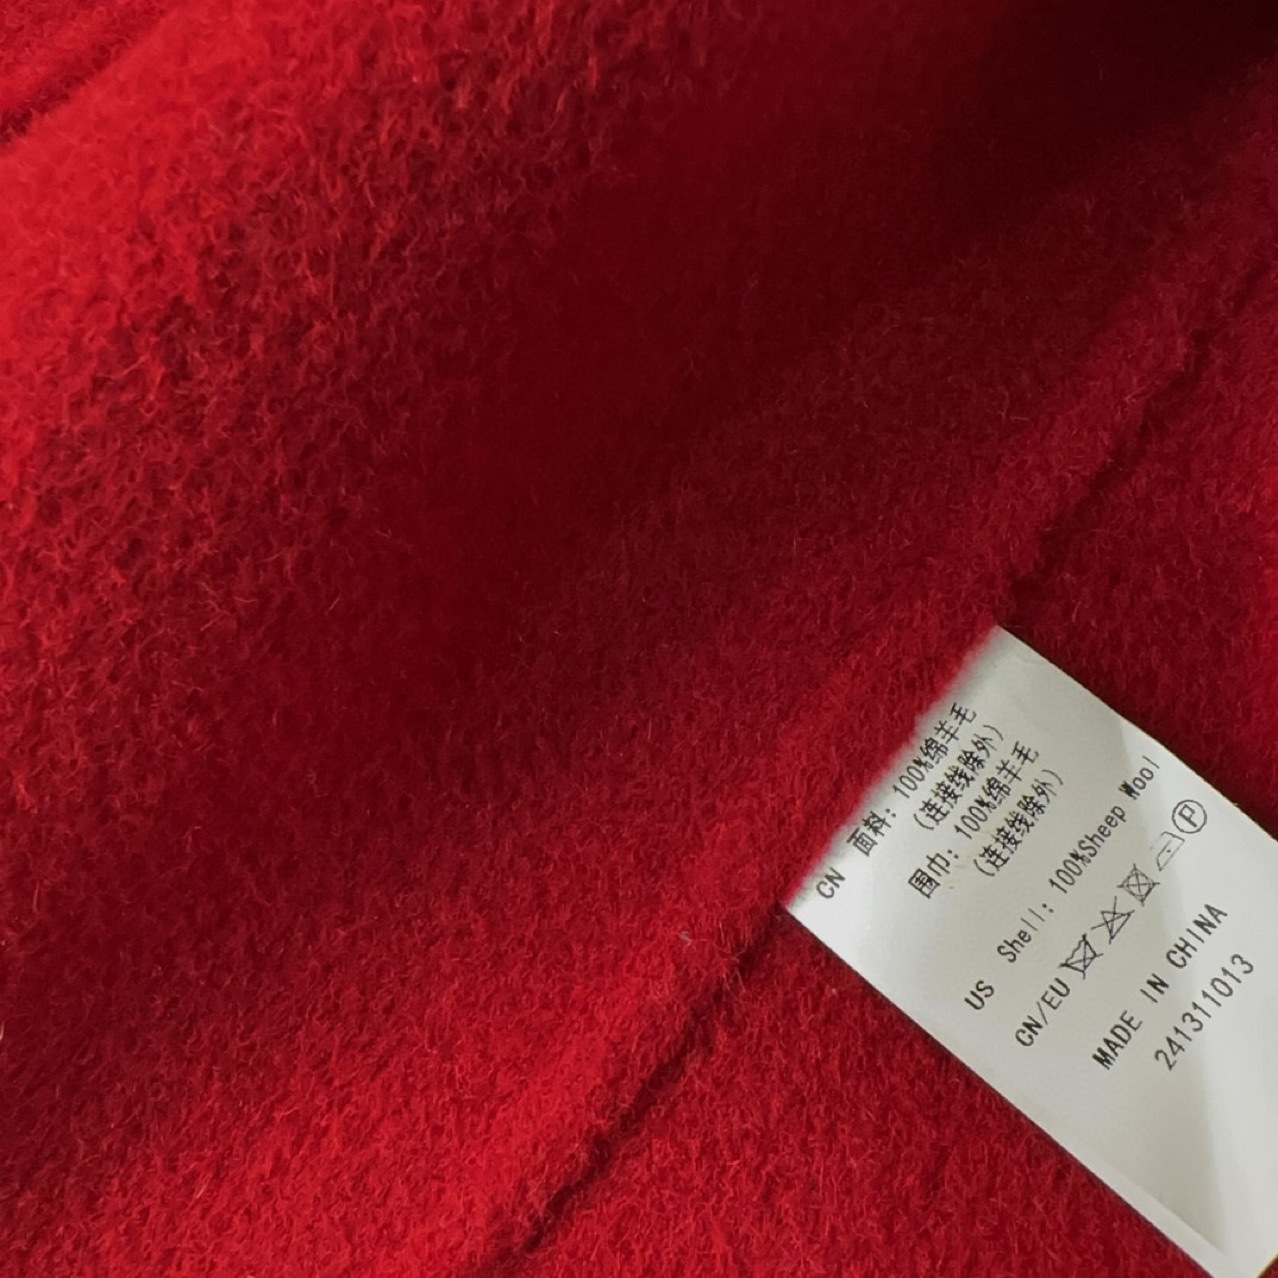 CN 面料: 100%绵羊毛
(连接线除外)
围巾: 100%绵羊毛
(连接线除外)
US Shell: 100%Sheep Wool
CN/EU
MADE IN CHINA
241311013